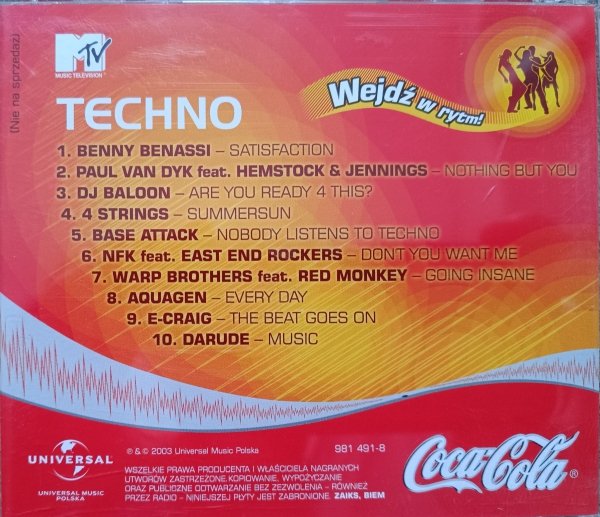 (Nie na sprzedaż)
MTV
MUSIC TELEVISION®
Wejdź w rytm!
TECHNO
1. BENNY BENASSI – SATISFACTION
2. PAUL VAN DYK feat. HEMSTOCK & JENNINGS – NOTHING BUT YOU
3. DJ BALOON – ARE YOU READY 4 THIS?
4. 4 STRINGS – SUMMERSUN
5. BASE ATTACK – NOBODY LISTENS TO TECHNO
6. NFK feat. EAST END ROCKERS – DONT YOU WANT ME
7. WARP BROTHERS feat. RED MONKEY – GOING INSANE
8. AQUAGEN – EVERY DAY
9. E-CRAIG – THE BEAT GOES ON
10. DARUDE – MUSIC
UNIVERSAL
UNIVERSAL MUSIC
POLSKA
℗ & © 2003 Universal Music Polska
981 491-8
WSZELKIE PRAWA PRODUCENTA I WŁAŚCICIELA NAGRANYCH
UTWORÓW ZASTRZEŻONE.KOPIOWANIE, WYPOŻYCZANIE
ORAZ PUBLICZNE ODTWARZANIE BEZ ZEZWOLENIA – RÓWNIEŻ
PRZEZ RADIO – NINIEJSZEJ PŁYTY JEST ZABRONIONE. ZAIKS, BIEM
Coca-Cola®